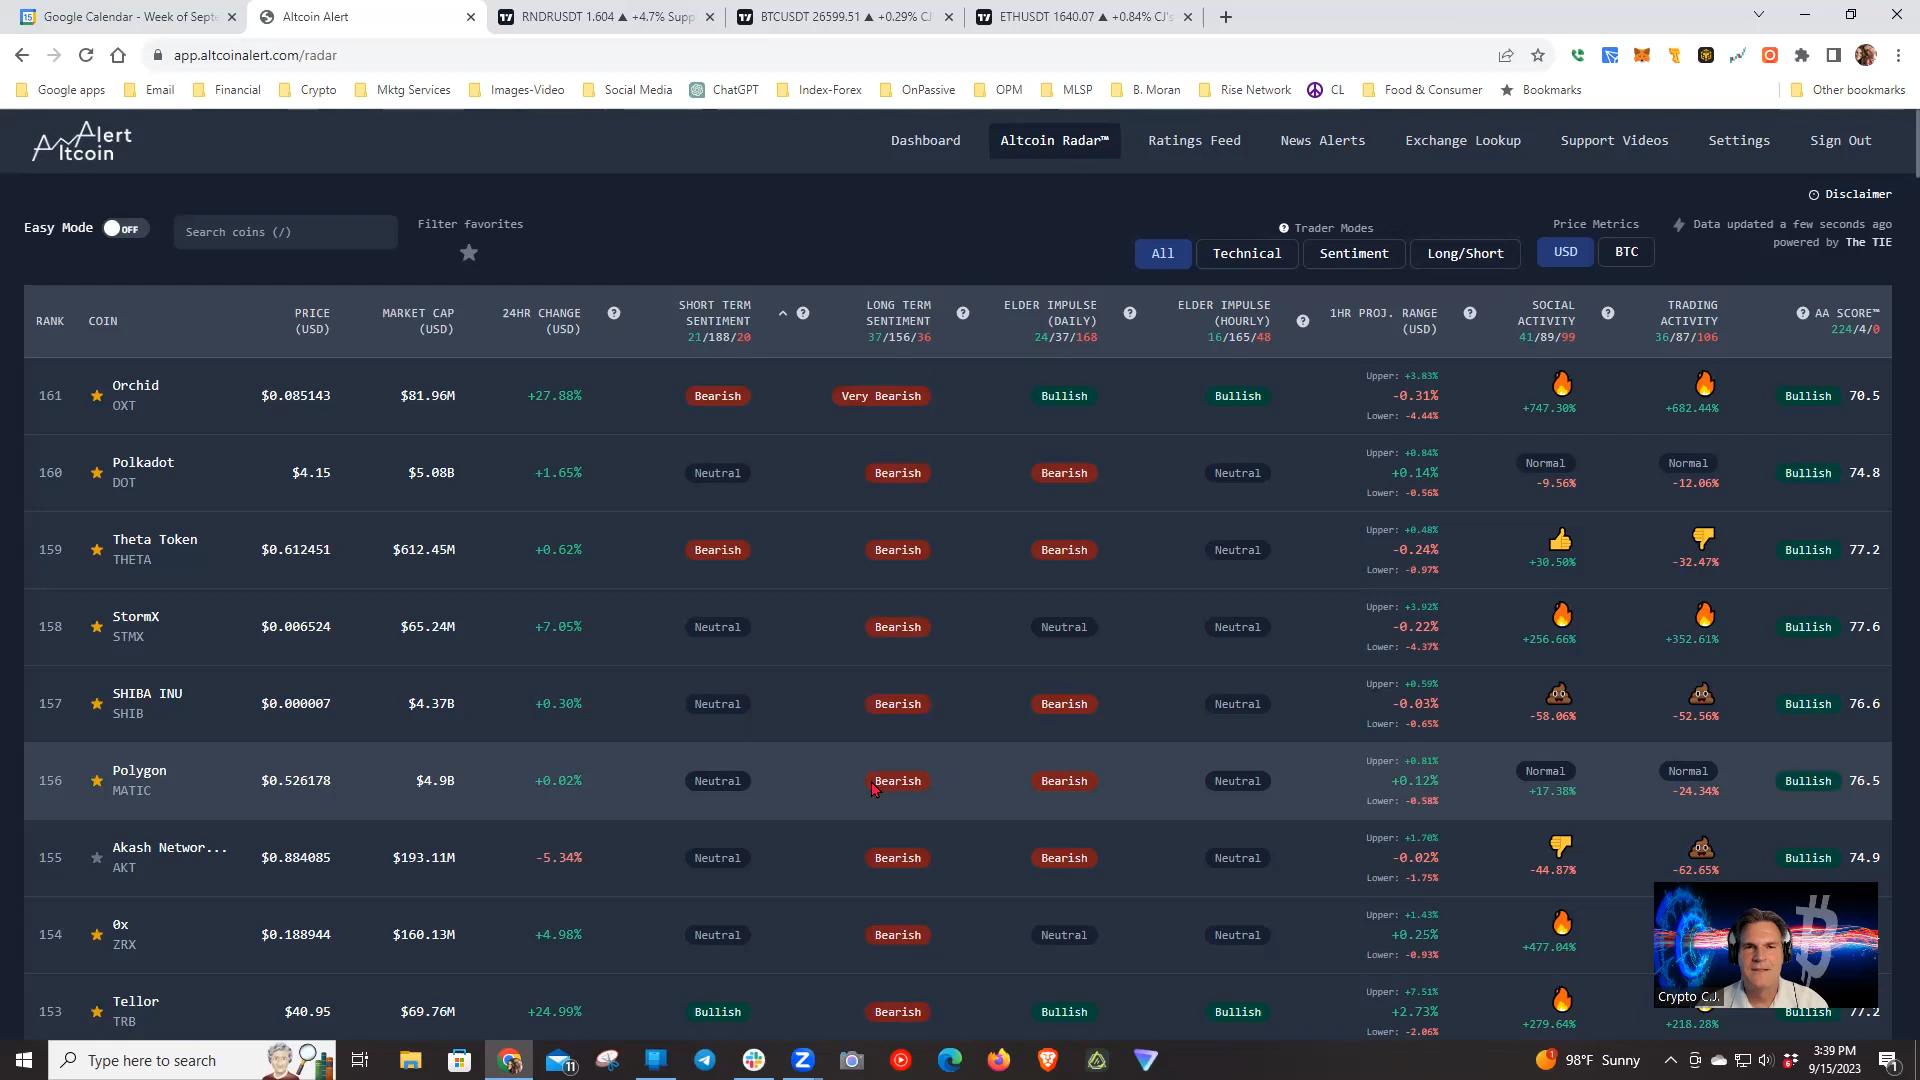 Google Calendar - Week of Septe
Altcoin Alert
RNDRUSDT 1.604 ▲ +4.7% Supp
BTCUSDT 26599.51 ▲ +0.29% CJ
ETHUSDT 1640.07 ▲ +0.84% CJ's
app.altcoinalert.com/radar
Google apps
Email
Financial
Crypto
Mktg Services
Images-Video
Social Media
ChatGPT
Index-Forex
OnPassive
OPM
MLSP
B. Moran
Rise Network
CL
Food & Consumer
Bookmarks
Other bookmarks
Alert
Altcoin
Dashboard
Altcoin Radar™
Ratings Feed
News Alerts
Exchange Lookup
Support Videos
Settings
Sign Out
Disclaimer
Easy Mode OFF
Search coins (/)
Filter favorites
Trader Modes
All Technical Sentiment Long/Short
Price Metrics
USD BTC
Data updated a few seconds ago
powered by The TIE
RANK
COIN
PRICE
(USD)
MARKET CAP
(USD)
24HR CHANGE
(USD)
SHORT TERM
SENTIMENT
21/188/20
LONG TERM
SENTIMENT
37/156/36
ELDER IMPULSE
(DAILY)
24/37/168
ELDER IMPULSE
(HOURLY)
16/165/48
1HR PROJ. RANGE
(USD)
SOCIAL
ACTIVITY
41/89/99
TRADING
ACTIVITY
36/87/106
AA SCORE™
224/4/0
161
Orchid
OXT
$0.085143
$81.96M
+27.88%
Bearish
Very Bearish
Bullish
Bullish
Upper: +3.83%
-0.31%
Lower: -4.44%
+747.30%
+682.44%
Bullish 70.5
160
Polkadot
DOT
$4.15
$5.08B
+1.65%
Neutral
Bearish
Bearish
Neutral
Upper: +0.84%
+0.14%
Lower: -0.56%
Normal
-9.56%
Normal
-12.06%
Bullish 74.8
159
Theta Token
THETA
$0.612451
$612.45M
+0.62%
Bearish
Bearish
Bearish
Neutral
Upper: +0.48%
-0.24%
Lower: -0.97%
+30.50%
-32.47%
Bullish 77.2
158
StormX
STMX
$0.006524
$65.24M
+7.05%
Neutral
Bearish
Neutral
Neutral
Upper: +3.92%
-0.22%
Lower: -4.37%
+256.66%
+352.61%
Bullish 77.6
157
SHIBA INU
SHIB
$0.000007
$4.37B
+0.30%
Neutral
Bearish
Bearish
Neutral
Upper: +0.59%
-0.03%
Lower: -0.65%
-58.06%
-52.56%
Bullish 76.6
156
Polygon
MATIC
$0.526178
$4.9B
+0.02%
Neutral
Bearish
Bearish
Neutral
Upper: +0.81%
+0.12%
Lower: -0.58%
Normal
+17.38%
Normal
-24.34%
Bullish 76.5
155
Akash Networ...
AKT
$0.884085
$193.11M
-5.34%
Neutral
Bearish
Bearish
Neutral
Upper: +1.70%
-0.02%
Lower: -1.75%
-44.87%
-62.65%
Bullish 74.9
154
0x
ZRX
$0.188944
$160.13M
+4.98%
Neutral
Bearish
Neutral
Neutral
Upper: +1.43%
+0.25%
Lower: -0.93%
+477.04%
153
Tellor
TRB
$40.95
$69.76M
+24.99%
Bullish
Bearish
Bullish
Bullish
Upper: +7.51%
+2.73%
Lower: -2.06%
+279.64%
+218.28%
Bullish 77.2
Crypto C.J.
Type here to search
11
98°F Sunny
3:39 PM
9/15/2023